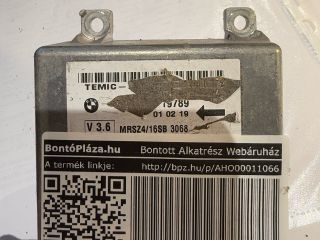 TEMIC
19789
01 02 19
V 3.6 MRSZ4/16SB 3068
BontóPláza.hu Bontott Alkatrész Webáruház
A termék linkje: http://bpz.hu/p/AHO00011066